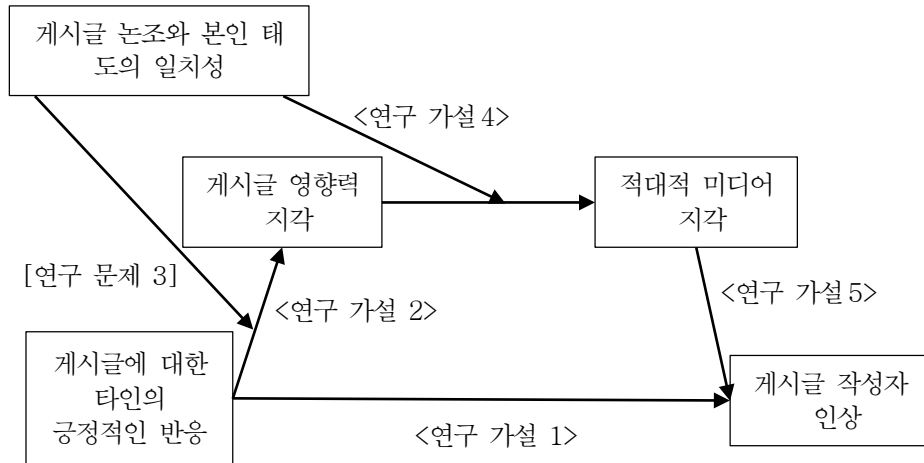 게시글 논조와 본인 태
도의 일치성
<연구 가설4>
게시글 영향력
지각
적대적 미디어
지각
[연구 문제 3]
<연구 가설 2>
<연구 가설5>
게시글에 대한
타인의
긍정적인 반응
게시글 작성자
인상
<연구 가설 1>